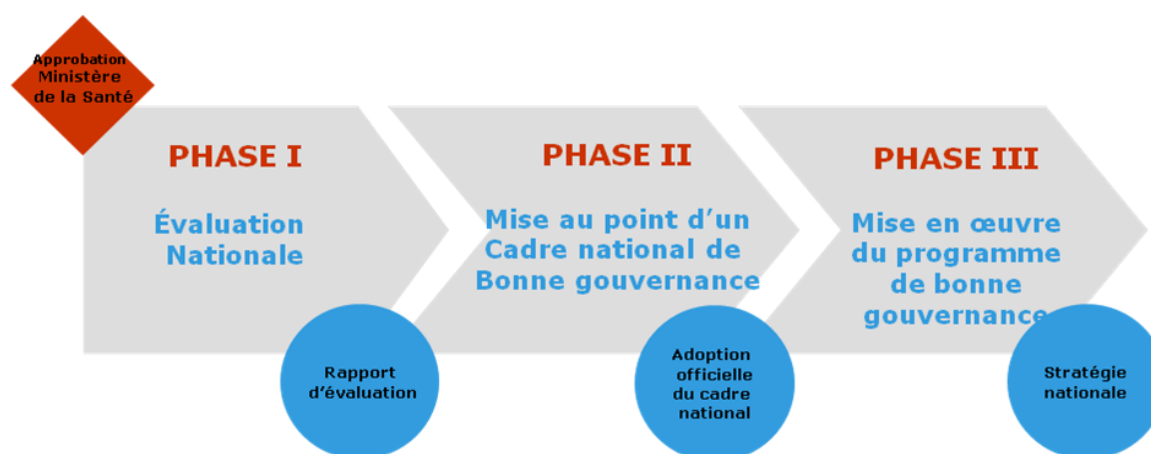 Approbation
Ministère
de la Santé
PHASE I
Évaluation
Nationale
Rapport
d’évaluation
PHASE II
Mise au point d’un
Cadre national de
Bonne gouvernance
Adoption
officielle
du cadre
national
PHASE III
Mise en œuvre
du programme
de bonne
gouvernance
Stratégie
nationale